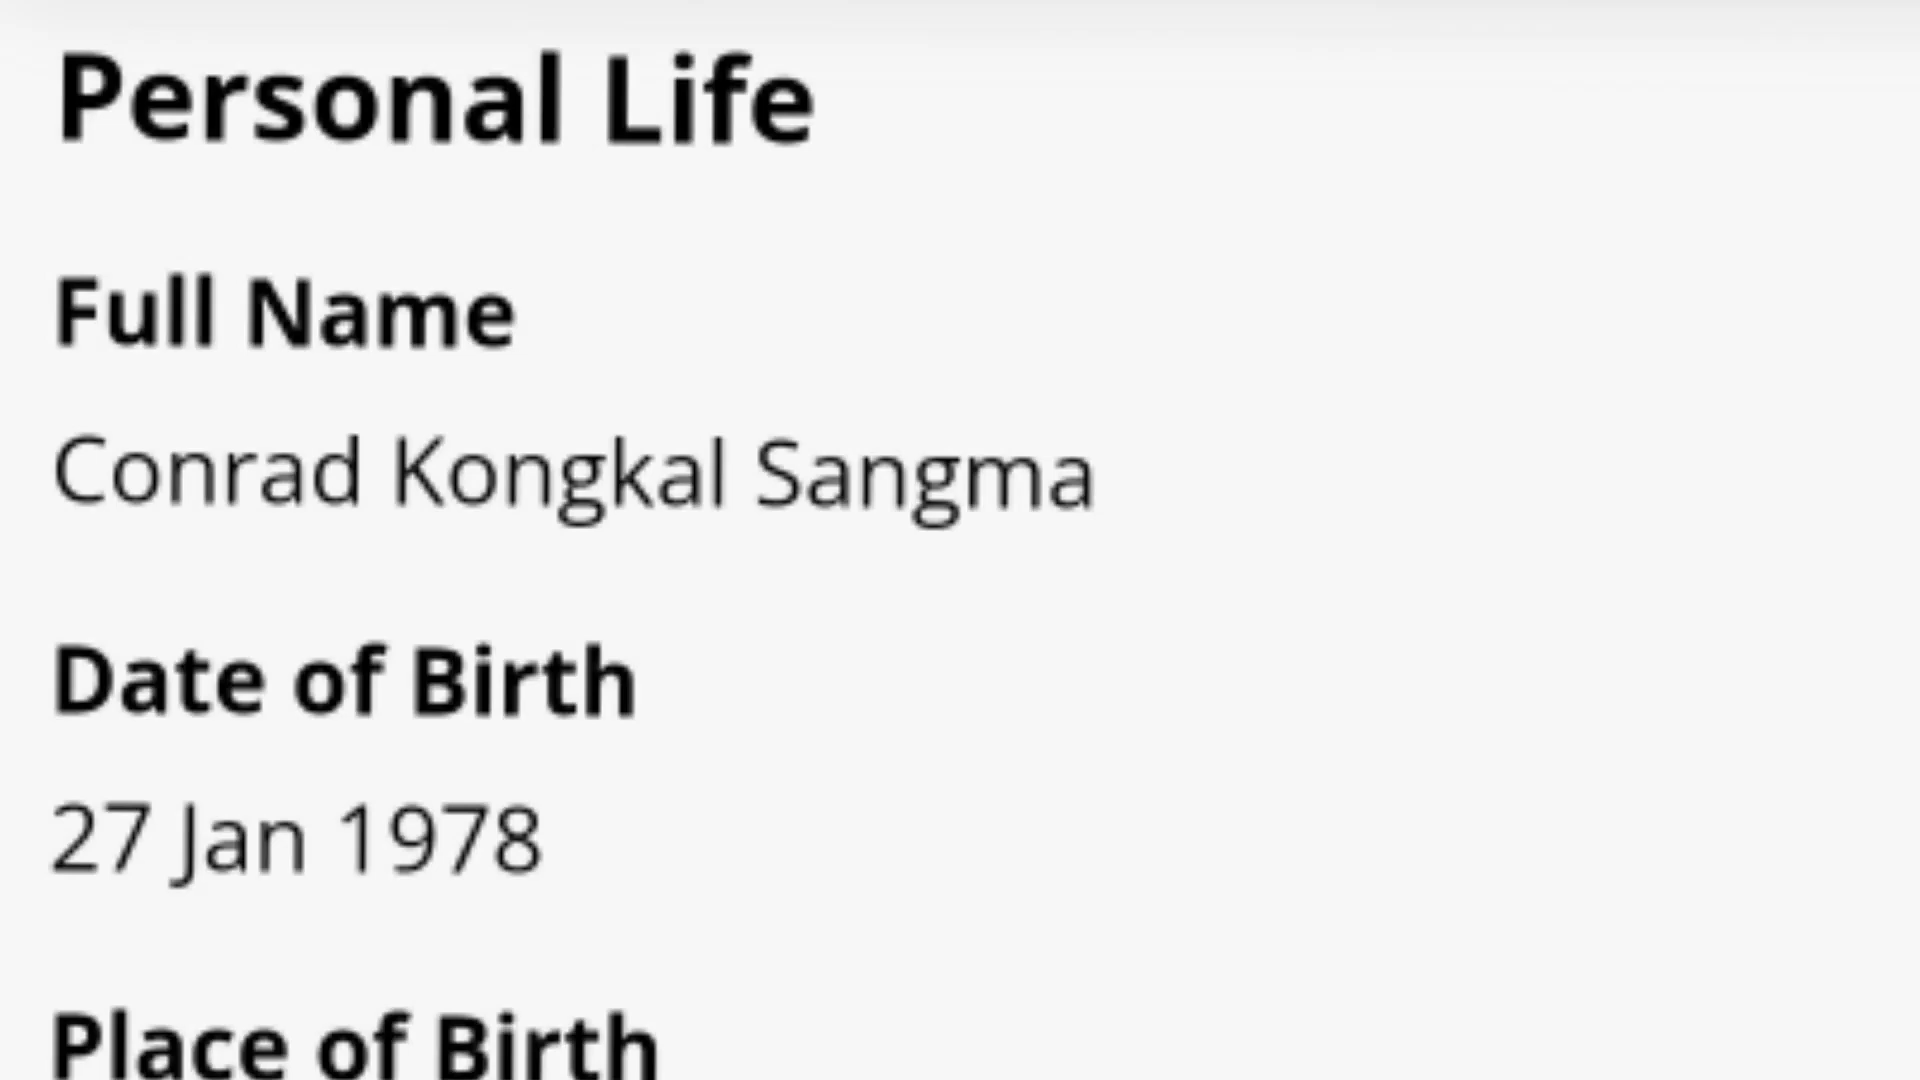 Personal Life
Full Name
Conrad Kongkal Sangma
Date of Birth
27 Jan 1978
Place of Birth